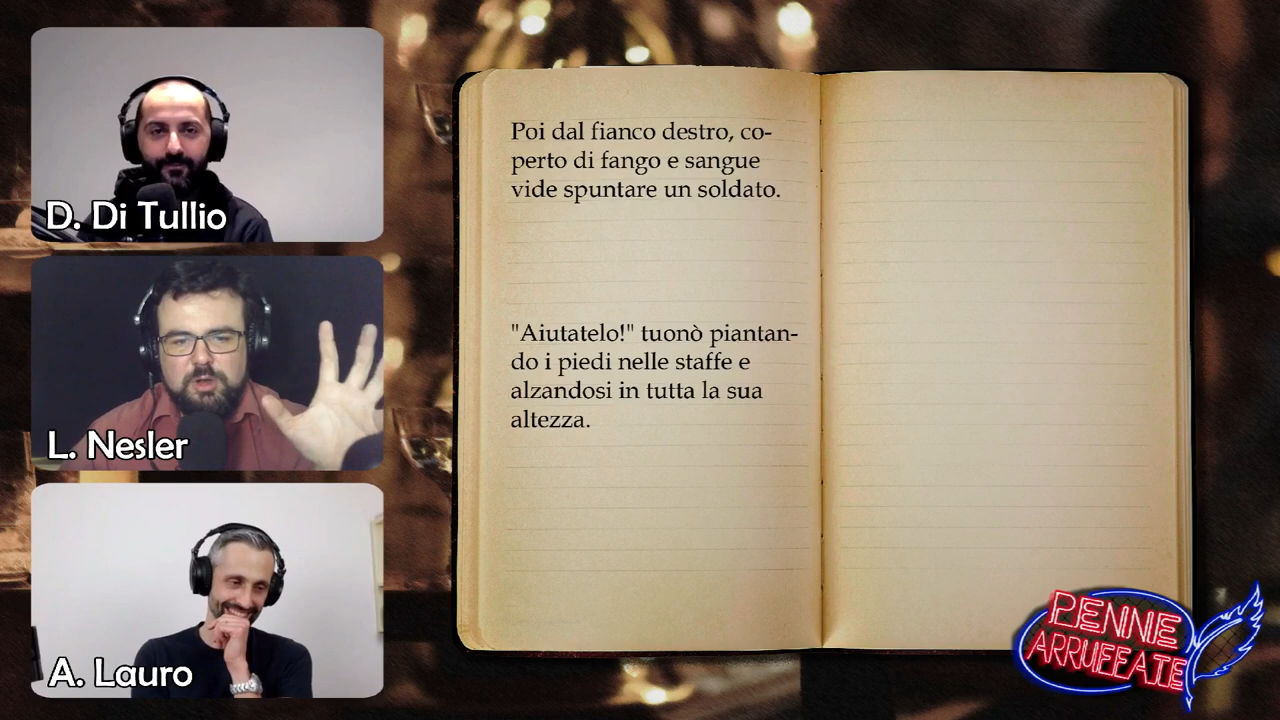 D. Di Tullio
L. Nesler
A. Lauro
Poi dal fianco destro, co-
perto di fango e sangue
vide spuntare un soldato.
"Aiutatelo!" tuonò piantan-
do i piedi nelle staffe e
alzandosi in tutta la sua
altezza.
PENNE
ARRUFFATE